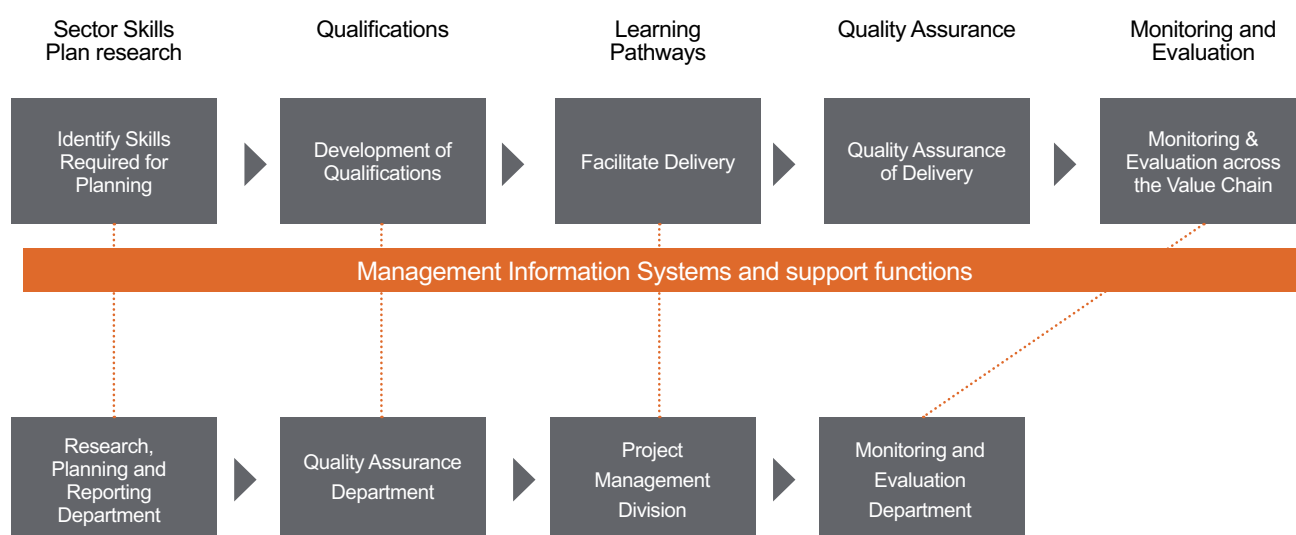 Sector Skills
Plan research
Qualifications
Learning
Pathways
Quality Assurance
Monitoring and
Evaluation
Identify Skills
Required for
Planning
Development of
Qualifications
Facilitate Delivery
Quality Assurance
of Delivery
Monitoring &
Evaluation across
the Value Chain
Management Information Systems and support functions
Research,
Planning and
Reporting
Department
Quality Assurance
Department
Project
Management
Division
Monitoring and
Evaluation
Department